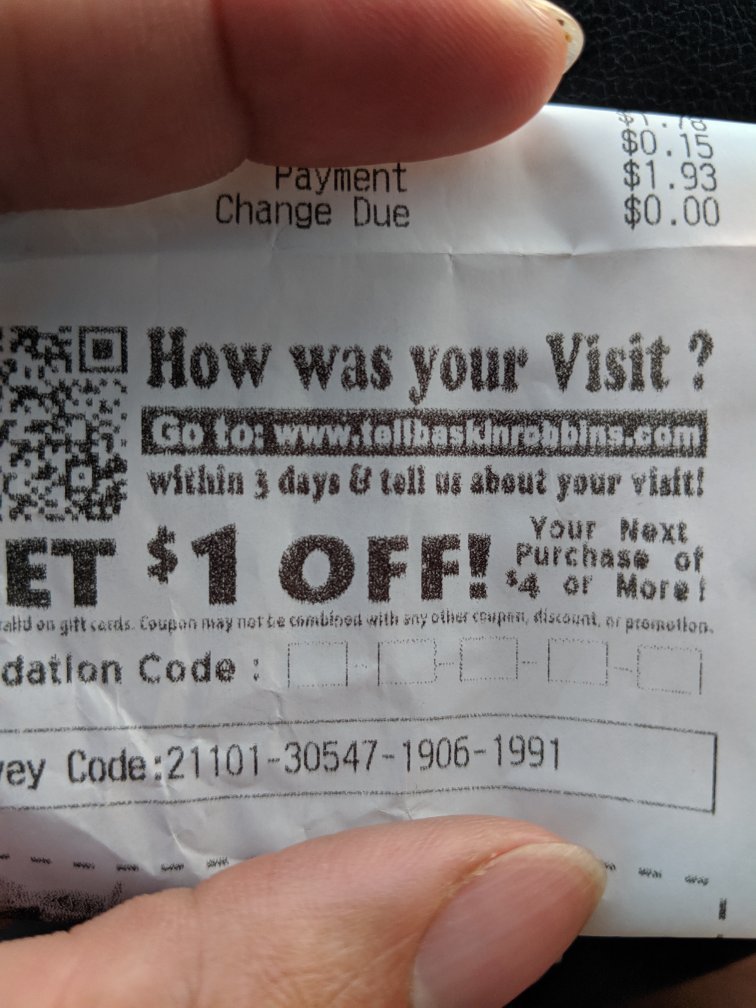 $0.15
Payment $1.93
Change Due $0.00
How was your Visit ?
Go to: www.tellbaskinrobbins.com
within 3 days & tell us about your visit!
ET $1 OFF!
Your Next
Purchase of
$4 or More!
alid on gift cards. Coupon may not be combined with any other coupon, discount, or promotion.
dation Code :
vey Code:21101-30547-1906-1991